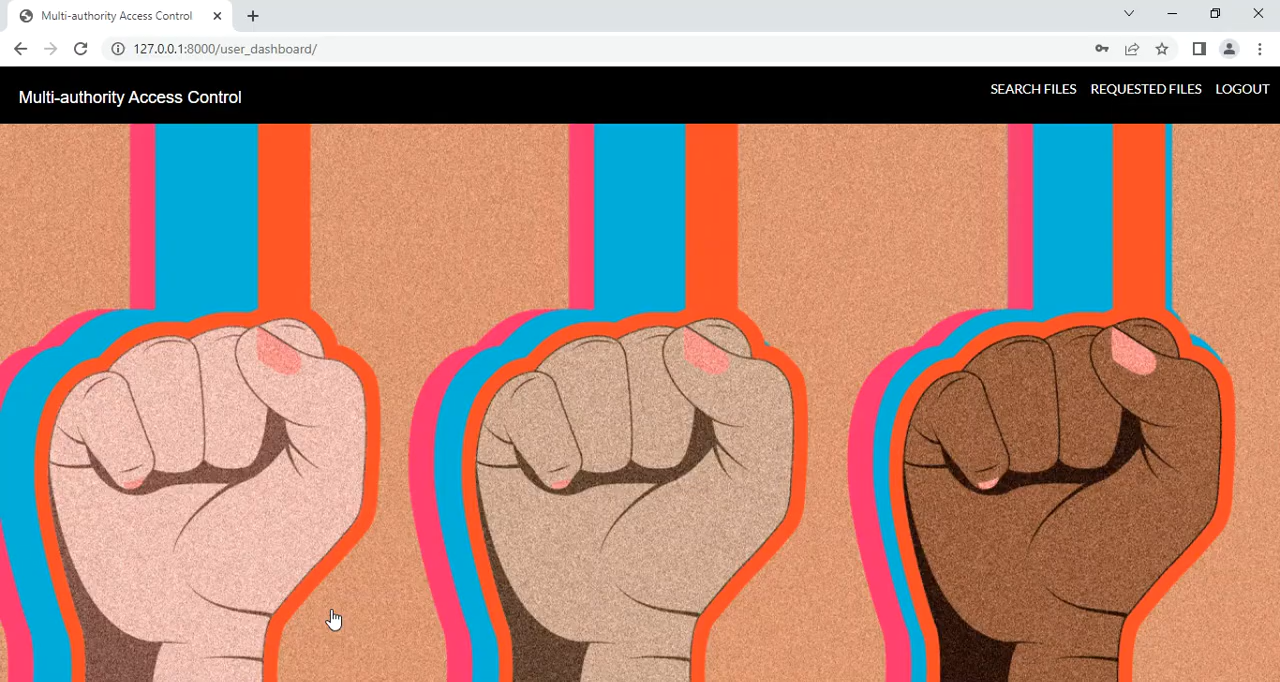 Multi-authority Access Control
127.0.0.1:8000/user_dashboard/
Multi-authority Access Control
SEARCH FILES REQUESTED FILES LOGOUT